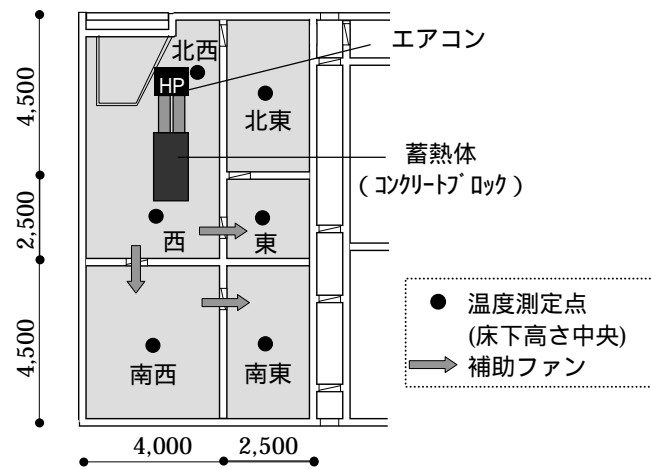 北西
エアコン
HP
北東
4,500
蓄熱体
（コンクリートブロック）
西
東
2,500
温度測定点
(床下高さ中央)
補助ファン
南西
南東
4,500
4,000
2,500